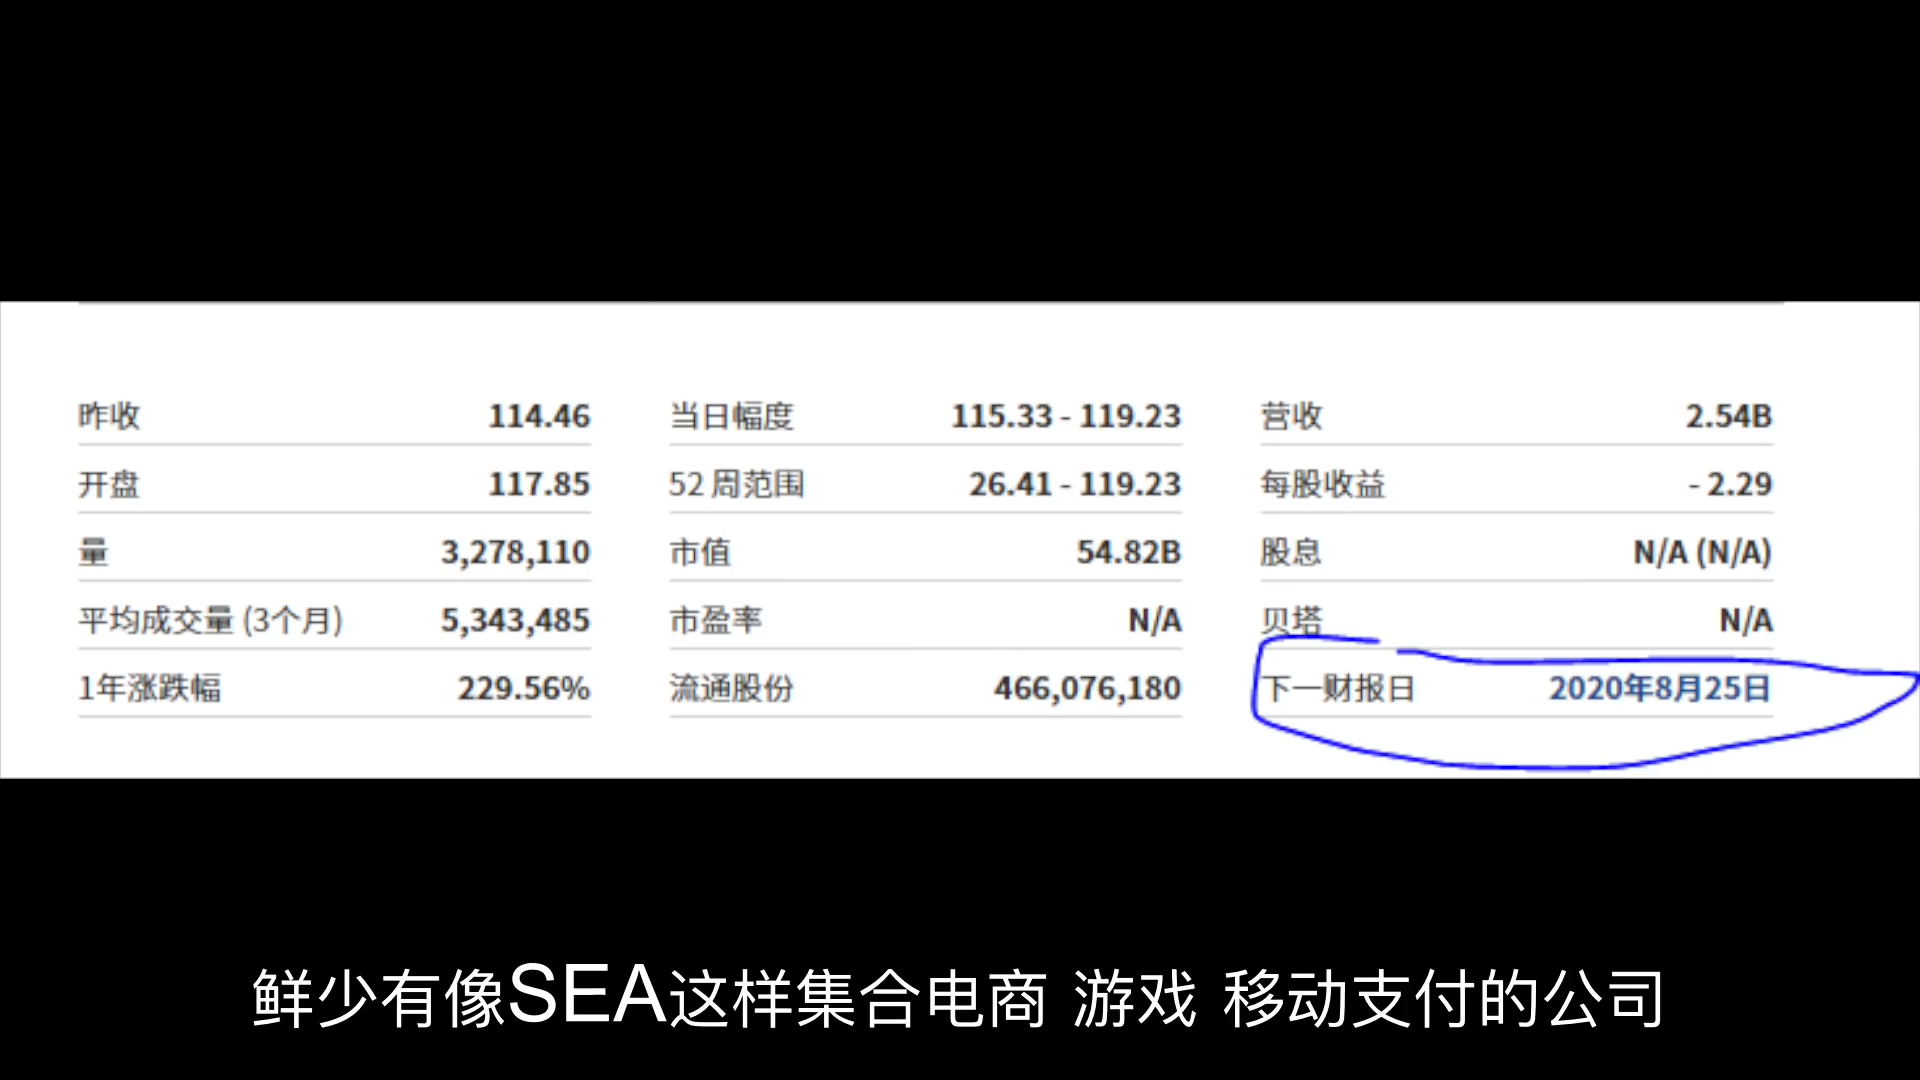 昨收 114.46 当日幅度 115.33 - 119.23 营收 2.54B
开盘 117.85 52 周范围 26.41 - 119.23 每股收益 - 2.29
量 3,278,110 市值 54.82B 股息 N/A (N/A)
平均成交量 (3个月) 5,343,485 市盈率 N/A 贝塔 N/A
1年涨跌幅 229.56% 流通股份 466,076,180 下一财报日 2020年8月25日
鲜少有像SEA这样集合电商 游戏 移动支付的公司